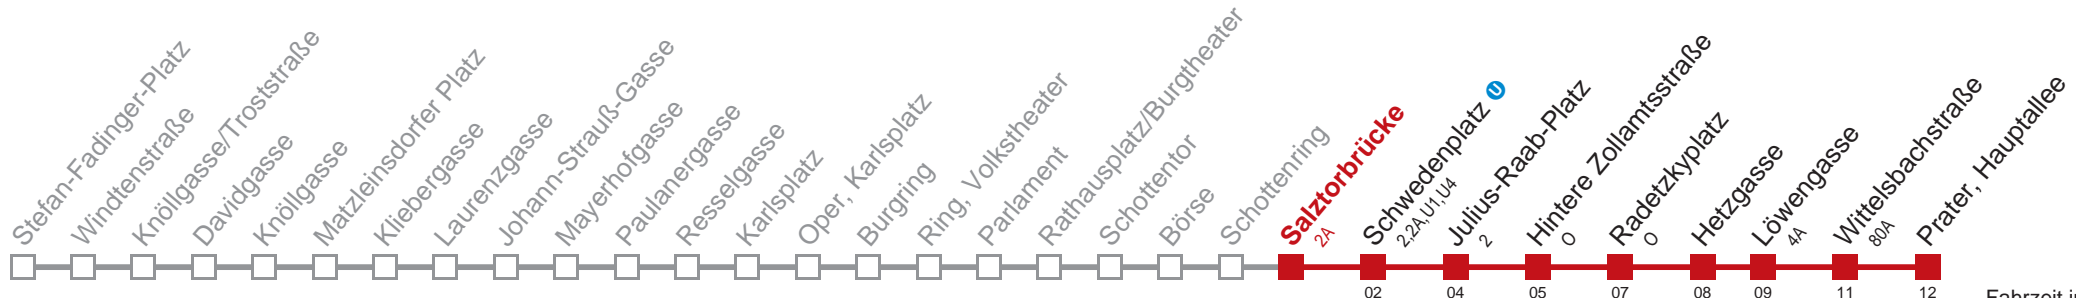 Stefan-Fadinger-Platz
Windtenstraße
Knöllgasse/Troststraße
Davidgasse
Knöllgasse
Matzleinsdorfer Platz
Kliebergasse
Laurenzgasse
Johann-Strauß-Gasse
Mayerhofgasse
Paulanergasse
Resselgasse
Karlsplatz
Oper, Karlsplatz
Burgring
Ring, Volkstheater
Parlament
Rathausplatz/Burgtheater
Schottentor
Börse
Schottenring
Salztorbrücke
2A
Schwedenplatz U
2,2A,U1,U4
Julius-Raab-Platz
2
Hintere Zollamtsstraße
O
Radetzkyplatz
O
Hetzgasse
Löwengasse
4A
Wittelsbachstraße
80A
Prater, Hauptallee
02 04 05 07 08 09 11 12
Fahrzeit